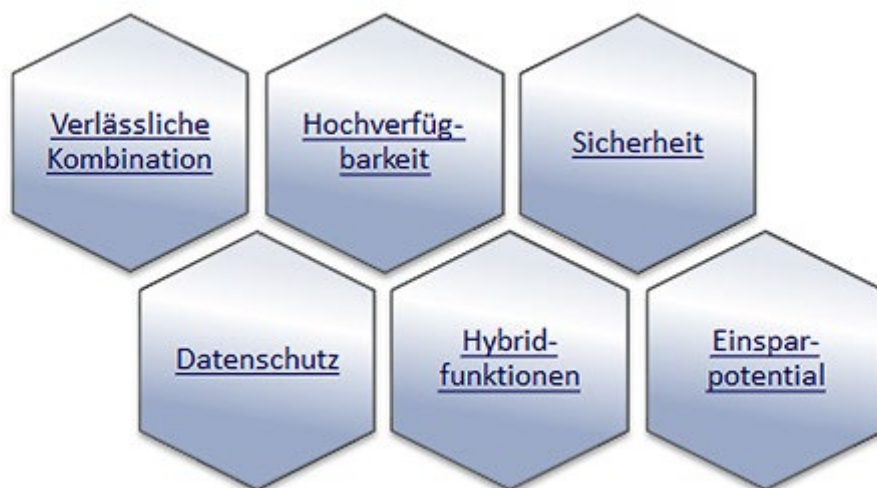 Verlässliche
Kombination
Hochverfüg-
barkeit
Sicherheit
Datenschutz
Hybrid-
funktionen
Einspar-
potential